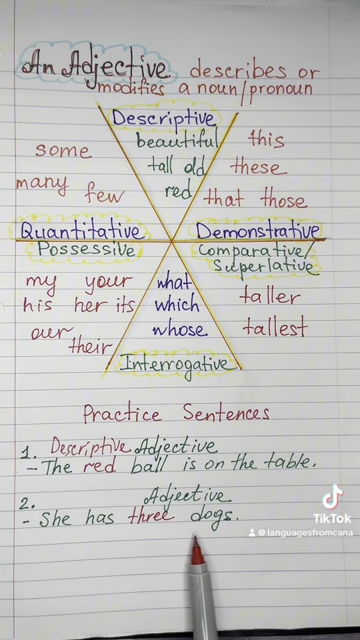 An Adjective describes or
modifies a noun/pronoun
Descriptive
beautiful
tall old
red
some
many few
this
these
that those
Quantitative
Demonstrative
Possessive
Comparative/
Superlative
my your
his her its
our
their
what
which
whose
taller
tallest
Interrogative
Practice Sentences
1. Descriptive Adjective
- The red ball is on the table.
2. Adjective
- She has three dogs.
TikTok
@languagesfromcana